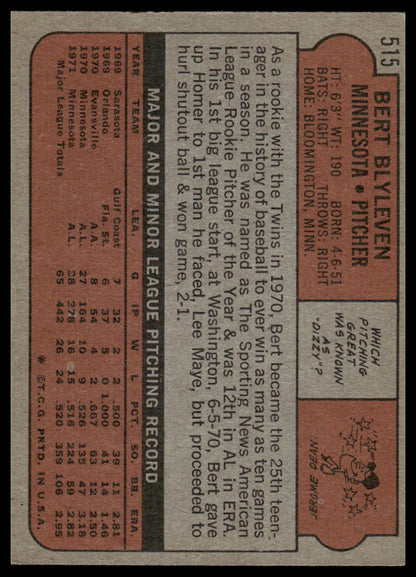 515
BERT BLYLEVEN
MINNESOTA • PITCHER
HT: 6'3" WT: 190 BORN: 4-6-51
BATS: RIGHT THROWS: RIGHT
HOME: BLOOMINGTON, MINN.
WHICH
PITCHING
GREAT
WAS KNOWN
AS
"DIZZY"?
JEROME DEAN
As a rookie with the Twins in 1970, Bert became the 25th teen-
ager in the history of baseball to ever win as many as ten games
in a season. He was named as The Sporting News American
League Rookie Pitcher of the Year & was 12th in AL in ERA.
In his 1st big league start, at Washington, 6-5-70, Bert gave
up Homer to 1st man he faced, Lee Maye, but proceeded to
hurl shutout ball & won game, 2-1.
MAJOR AND MINOR LEAGUE PITCHING RECORD
YEAR TEAM LEA. G IP W L PCT. SO. BB. ERA.
1969 Sarasota Gulf Coast 7 32 2 2 .500 39 11 2.81
1969 Orlando Fla. St. 6 37 5 0 1.000 41 14 1.46
1970 Evansville A.A. 8 54 4 2 .667 63 12 2.50
1970 Minnesota A.L. 27 164 10 9 .526 135 47 3.18
1971 Minnesota A.L. 38 278 16 15 .516 224 59 2.82
Major League Totals 65 442 26 24 .520 359 106 2.95
* © T.C.G. PRTD. IN U.S.A.